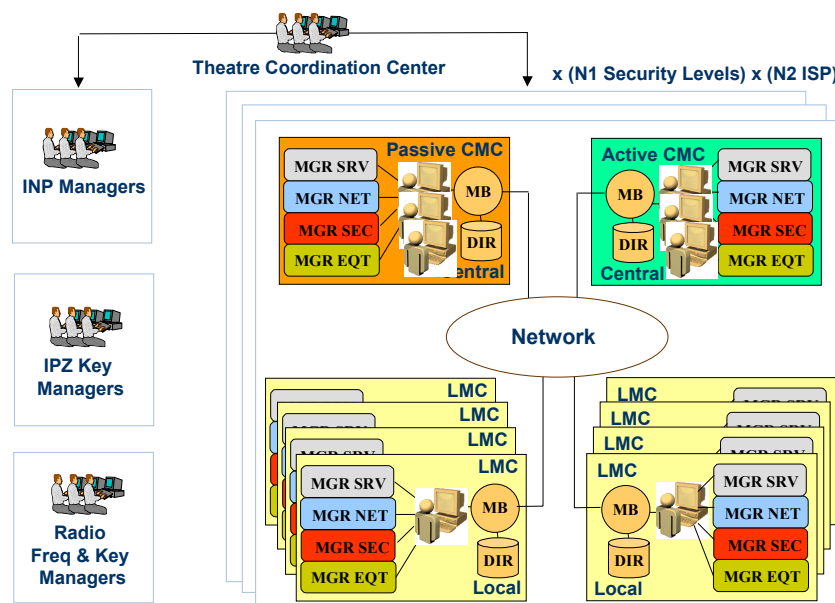 Theatre Coordination Center
x (N1 Security Levels) x (N2 ISP)
INP Managers
IPZ Key
Managers
Radio
Freq & Key
Managers
Passive CMC
MGR SRV
MGR NET
MGR SEC
MGR EQT
MB
DIR
Central
Active CMC
MB
DIR
Central
MGR SRV
MGR NET
MGR SEC
MGR EQT
Network
LMC
LMC
LMC
MGR SRV
LMC
MGR SRV
MGR NET
MGR SEC
MGR EQT
MB
DIR
Local
LMC
LMC
LMC
LMC
MB
DIR
Local
MGR SRV
MGR NET
MGR SEC
MGR EQT